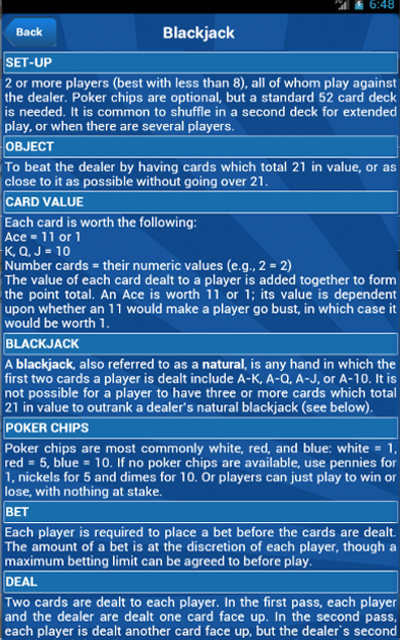 6:48
Back
Blackjack
SET-UP
2 or more players (best with less than 8), all of whom play against
the dealer. Poker chips are optional, but a standard 52 card deck
is needed. It is common to shuffle in a second deck for extended
play, or when there are several players.
OBJECT
To beat the dealer by having cards which total 21 in value, or as
close to it as possible without going over 21.
CARD VALUE
Each card is worth the following:
Ace = 11 or 1
K, Q, J = 10
Number cards = their numeric values (e.g., 2 = 2)
The value of each card dealt to a player is added together to form
the point total. An Ace is worth 11 or 1; its value is dependent
upon whether an 11 would make a player go bust, in which case it
would be worth 1.
BLACKJACK
A blackjack, also referred to as a natural, is any hand in which the
first two cards a player is dealt include A-K, A-Q, A-J, or A-10. It is
not possible for a player to have three or more cards which total
21 in value to outrank a dealer's natural blackjack (see below).
POKER CHIPS
Poker chips are most commonly white, red, and blue: white = 1,
red = 5, blue = 10. If no poker chips are available, use pennies for
1, nickels for 5 and dimes for 10. Or players can just play to win or
lose, with nothing at stake.
BET
Each player is required to place a bet before the cards are dealt.
The amount of a bet is at the discretion of each player, though a
maximum betting limit can be agreed to before play.
DEAL
Two cards are dealt to each player. In the first pass, each player
and the dealer are dealt one card face up. In the second pass,
each player is dealt another card face up, but the dealer`s second